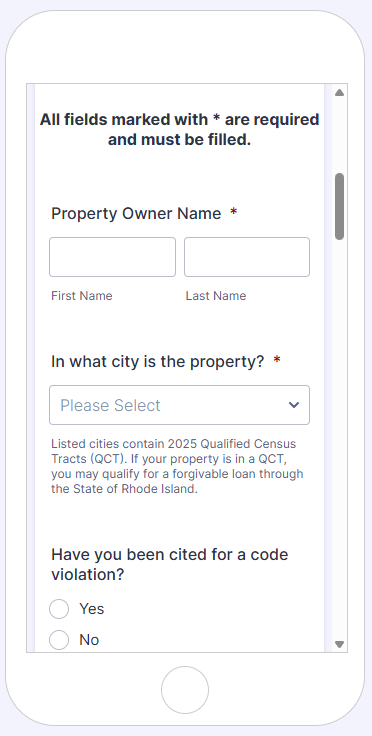 All fields marked with * are required
and must be filled.
Property Owner Name *
First Name Last Name
In what city is the property? *
Please Select
Listed cities contain 2025 Qualified Census
Tracts (QCT). If your property is in a QCT,
you may qualify for a forgivable loan through
the State of Rhode Island.
Have you been cited for a code
violation?
Yes
No